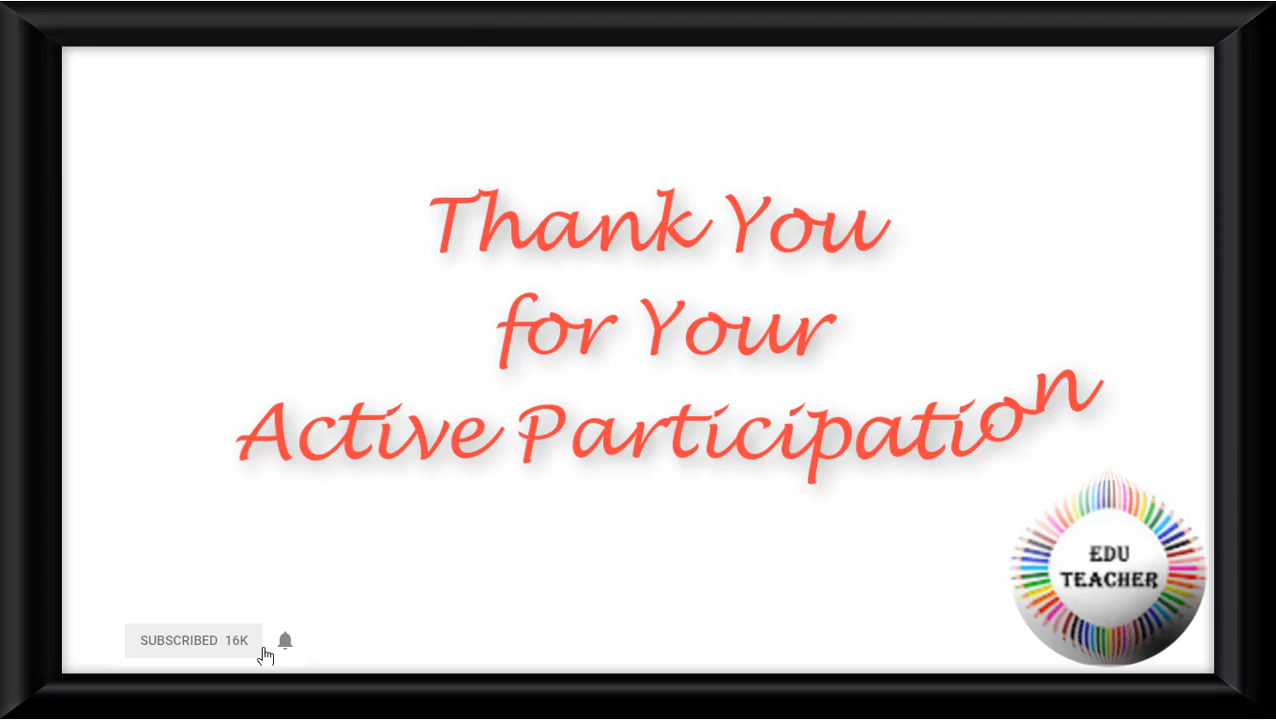 Thank You
for Your
Active Participation
EDU
TEACHER
SUBSCRIBED 16K